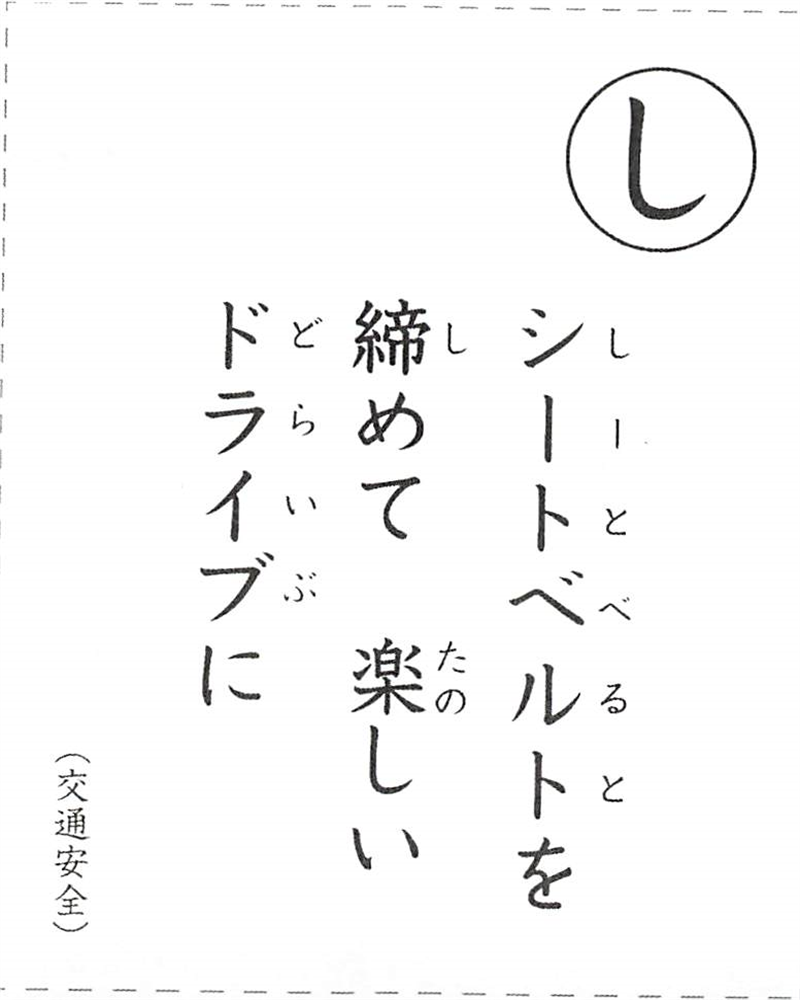 し
シートベルトを
しーとべると
締めて 楽しい
し たの
ドライブに
どらいぶ
(交通安全)